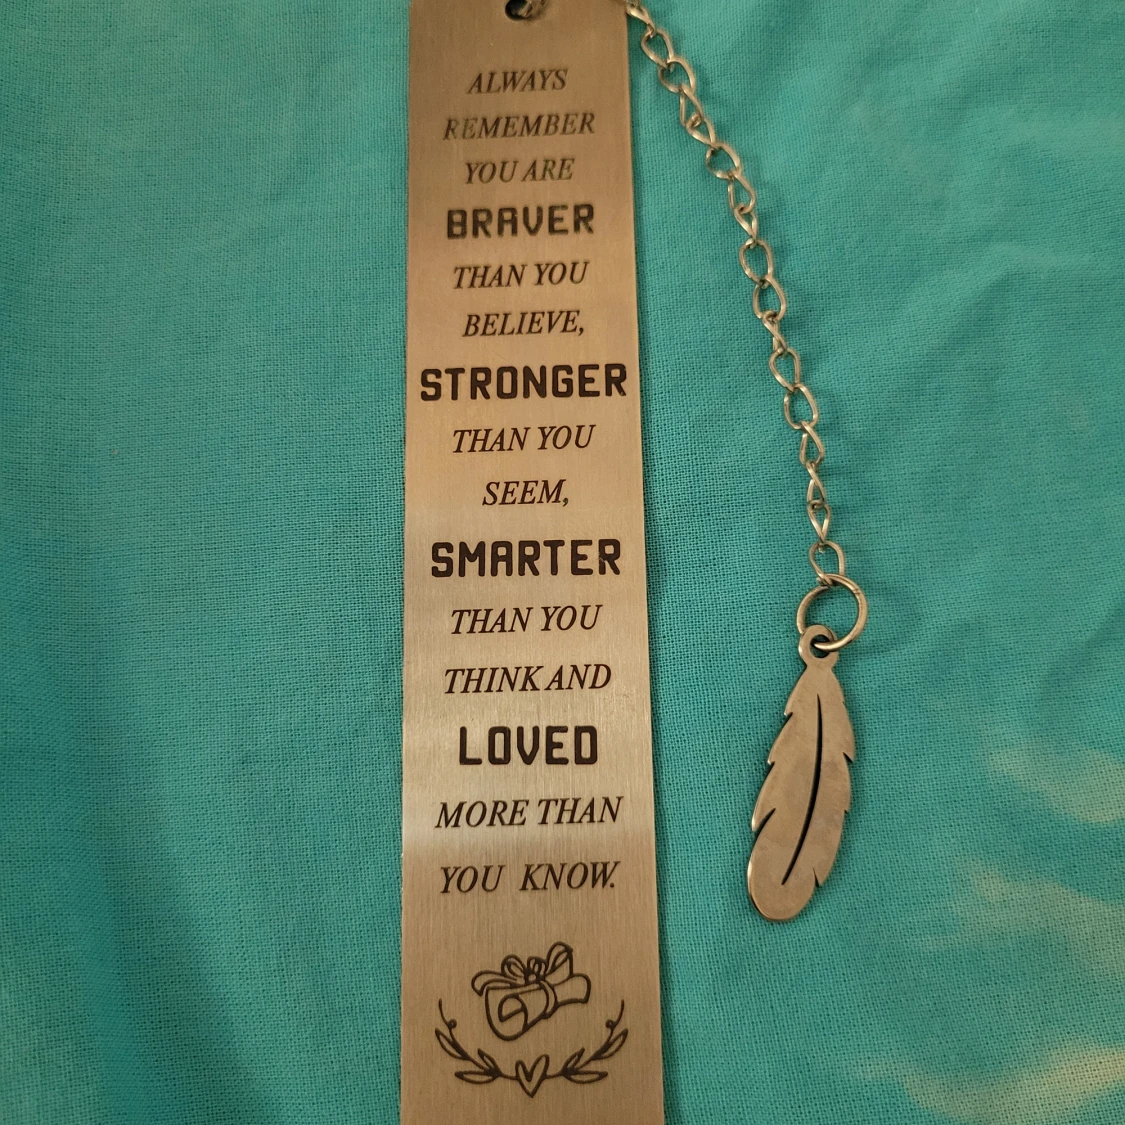 ALWAYS
REMEMBER
YOU ARE
BRAVER
THAN YOU
BELIEVE,
STRONGER
THAN YOU
SEEM,
SMARTER
THAN YOU
THINK AND
LOVED
MORE THAN
YOU KNOW.